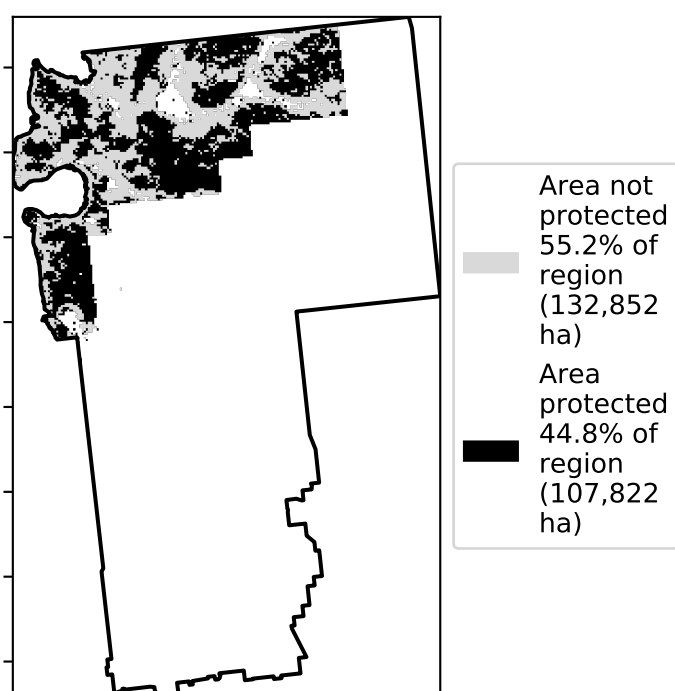 Area not
protected
55.2% of
region
(132,852
ha)
Area
protected
44.8% of
region
(107,822
ha)